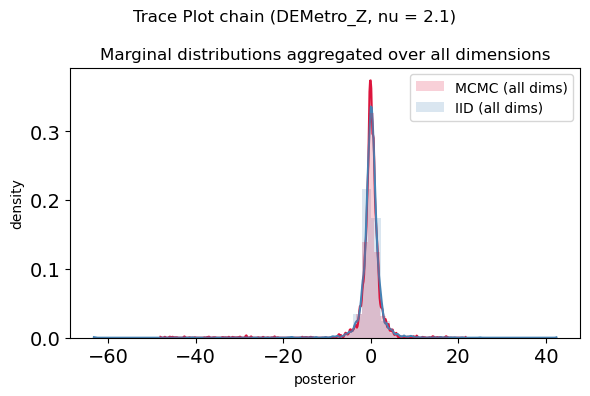 Trace Plot chain (DEMetro_Z, nu = 2.1)
Marginal distributions aggregated over all dimensions
MCMC (all dims)
IID (all dims)
density
0.3
0.2
0.1
0.0
−60 −40 −20 0 20 40
posterior